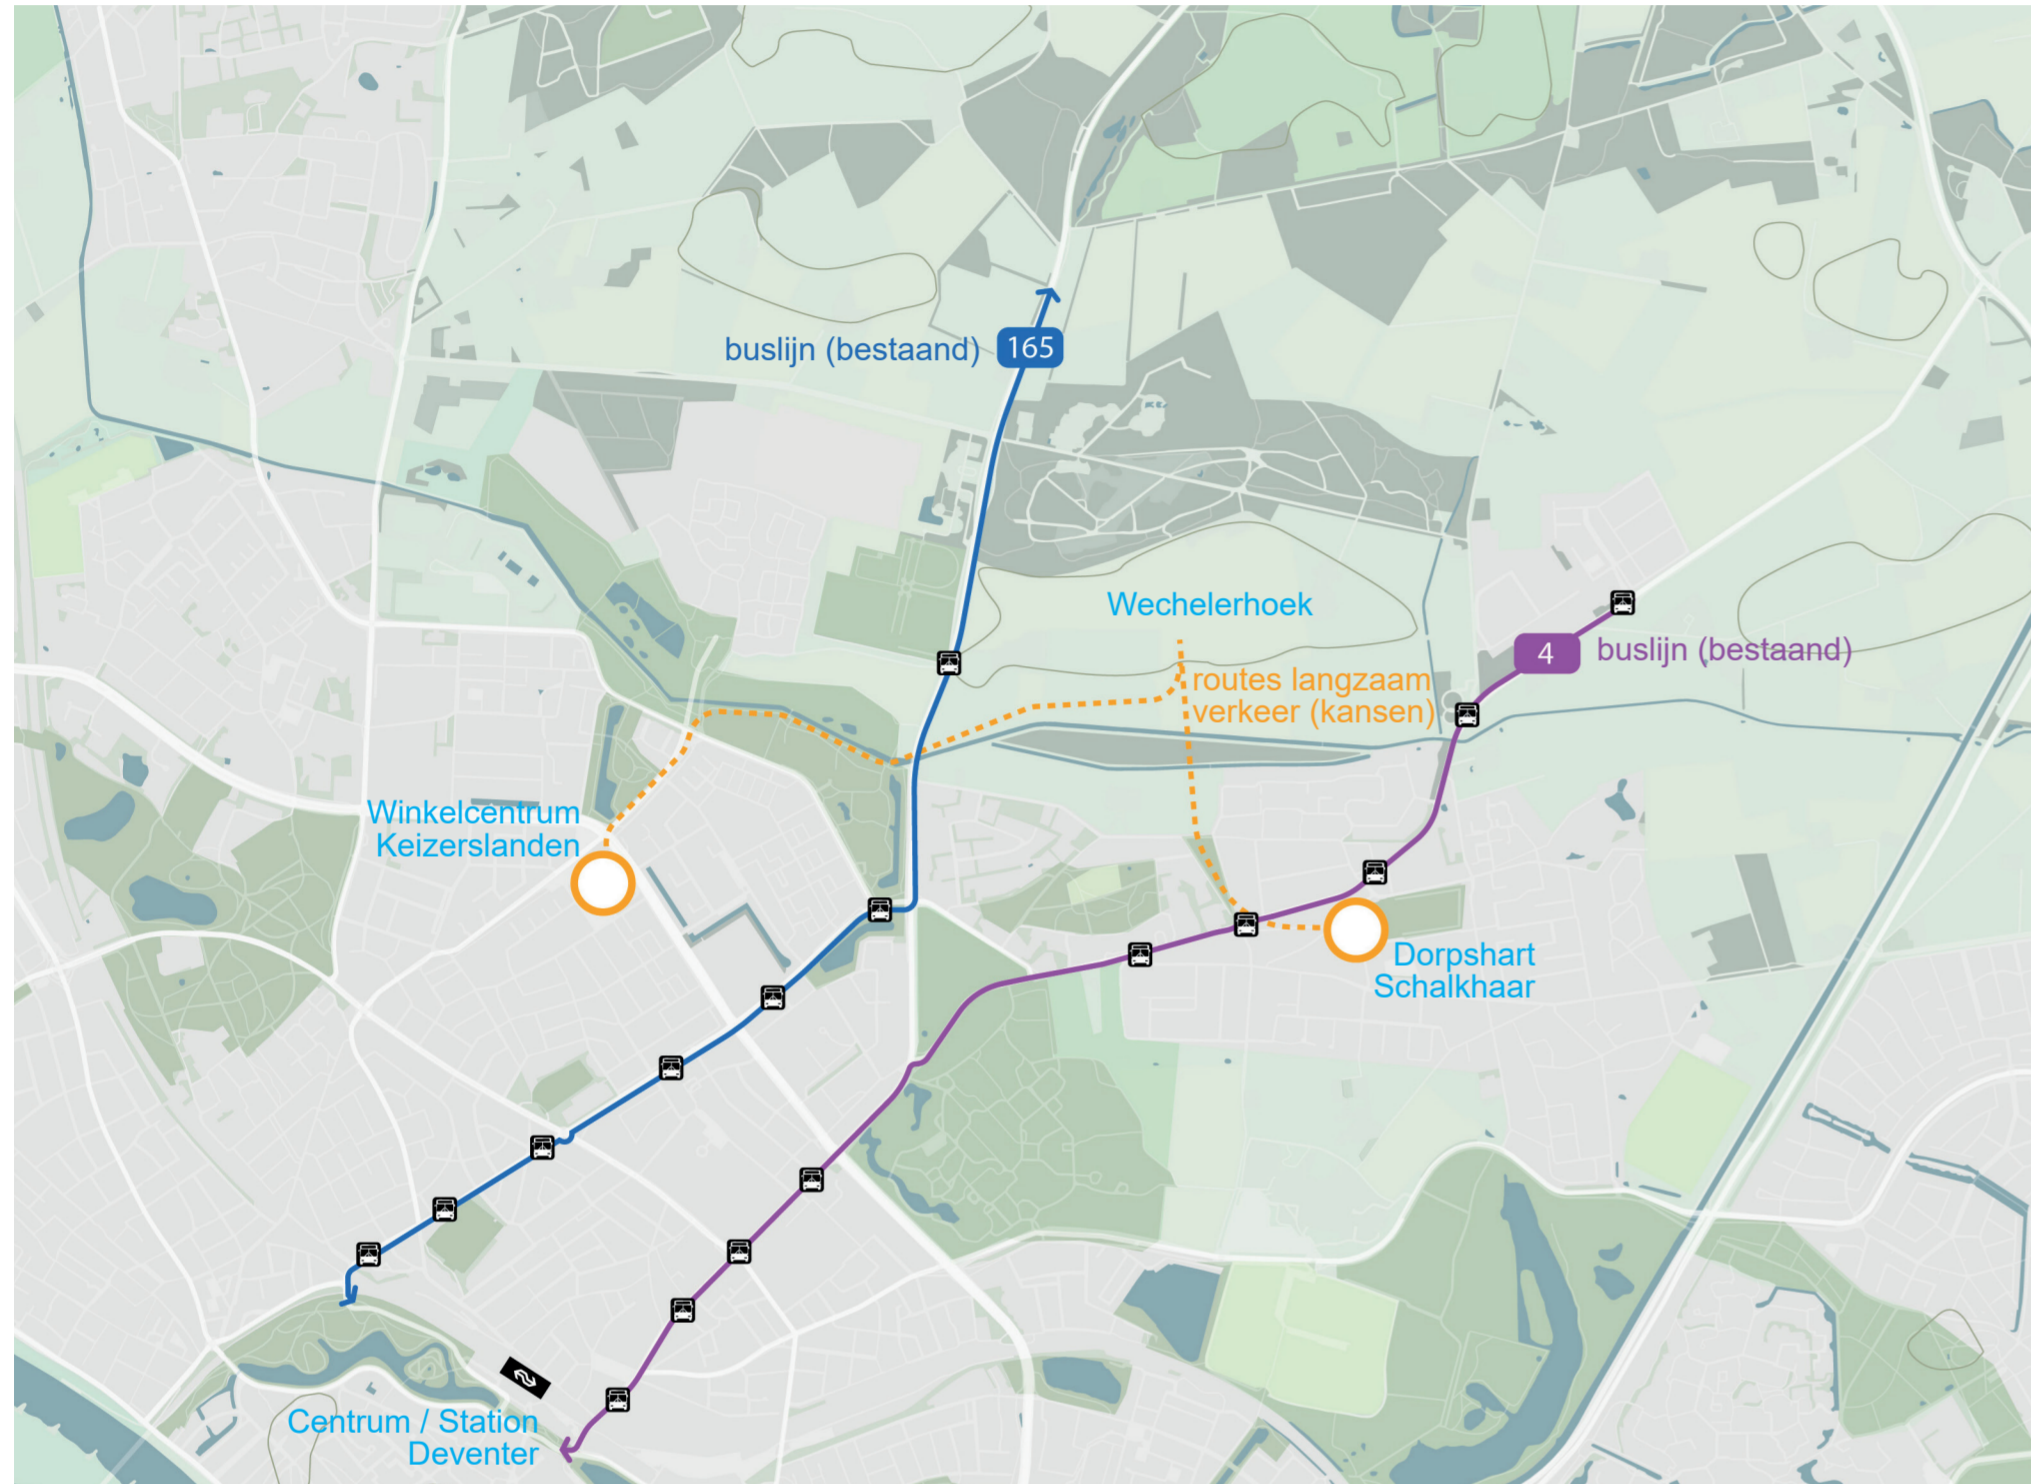 buslijn (bestaand) 165
Wechelerhoek
4 buslijn (bestaand)
routes langzaam
verkeer (kansen)
Winkelcentrum
Keizerslanden
Dorpshart
Schalkhaar
Centrum / Station
Deventer